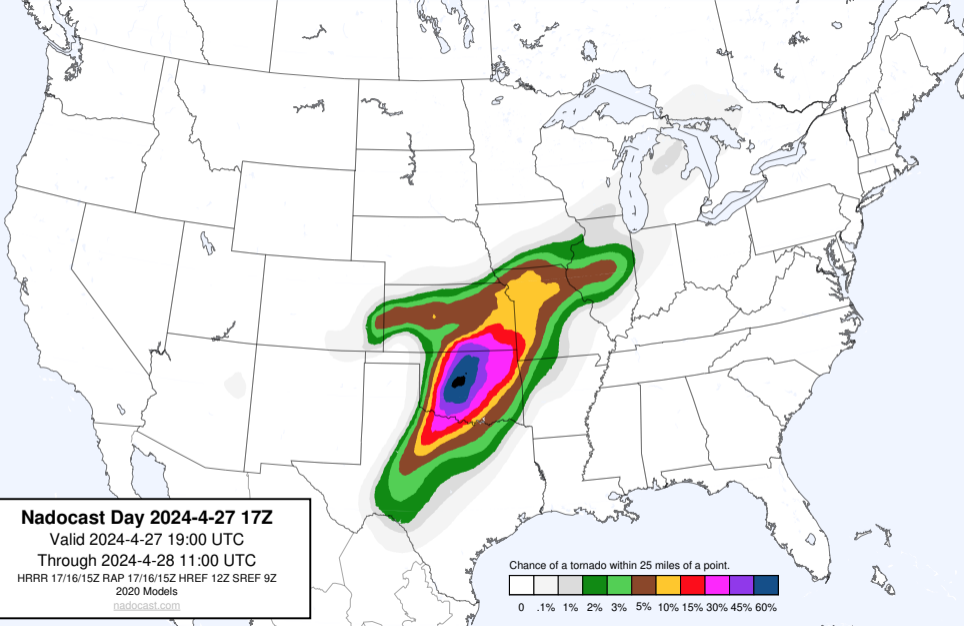 Nadocast Day 2024-4-27 17Z
Valid 2024-4-27 19:00 UTC
Through 2024-4-28 11:00 UTC
HRRR 17/16/15Z RAP 17/16/15Z HREF 12Z SREF 9Z
2020 Models
nadocast.com
Chance of a tornado within 25 miles of a point.
0 .1% 1% 2% 3% 5% 10% 15% 30% 45% 60%